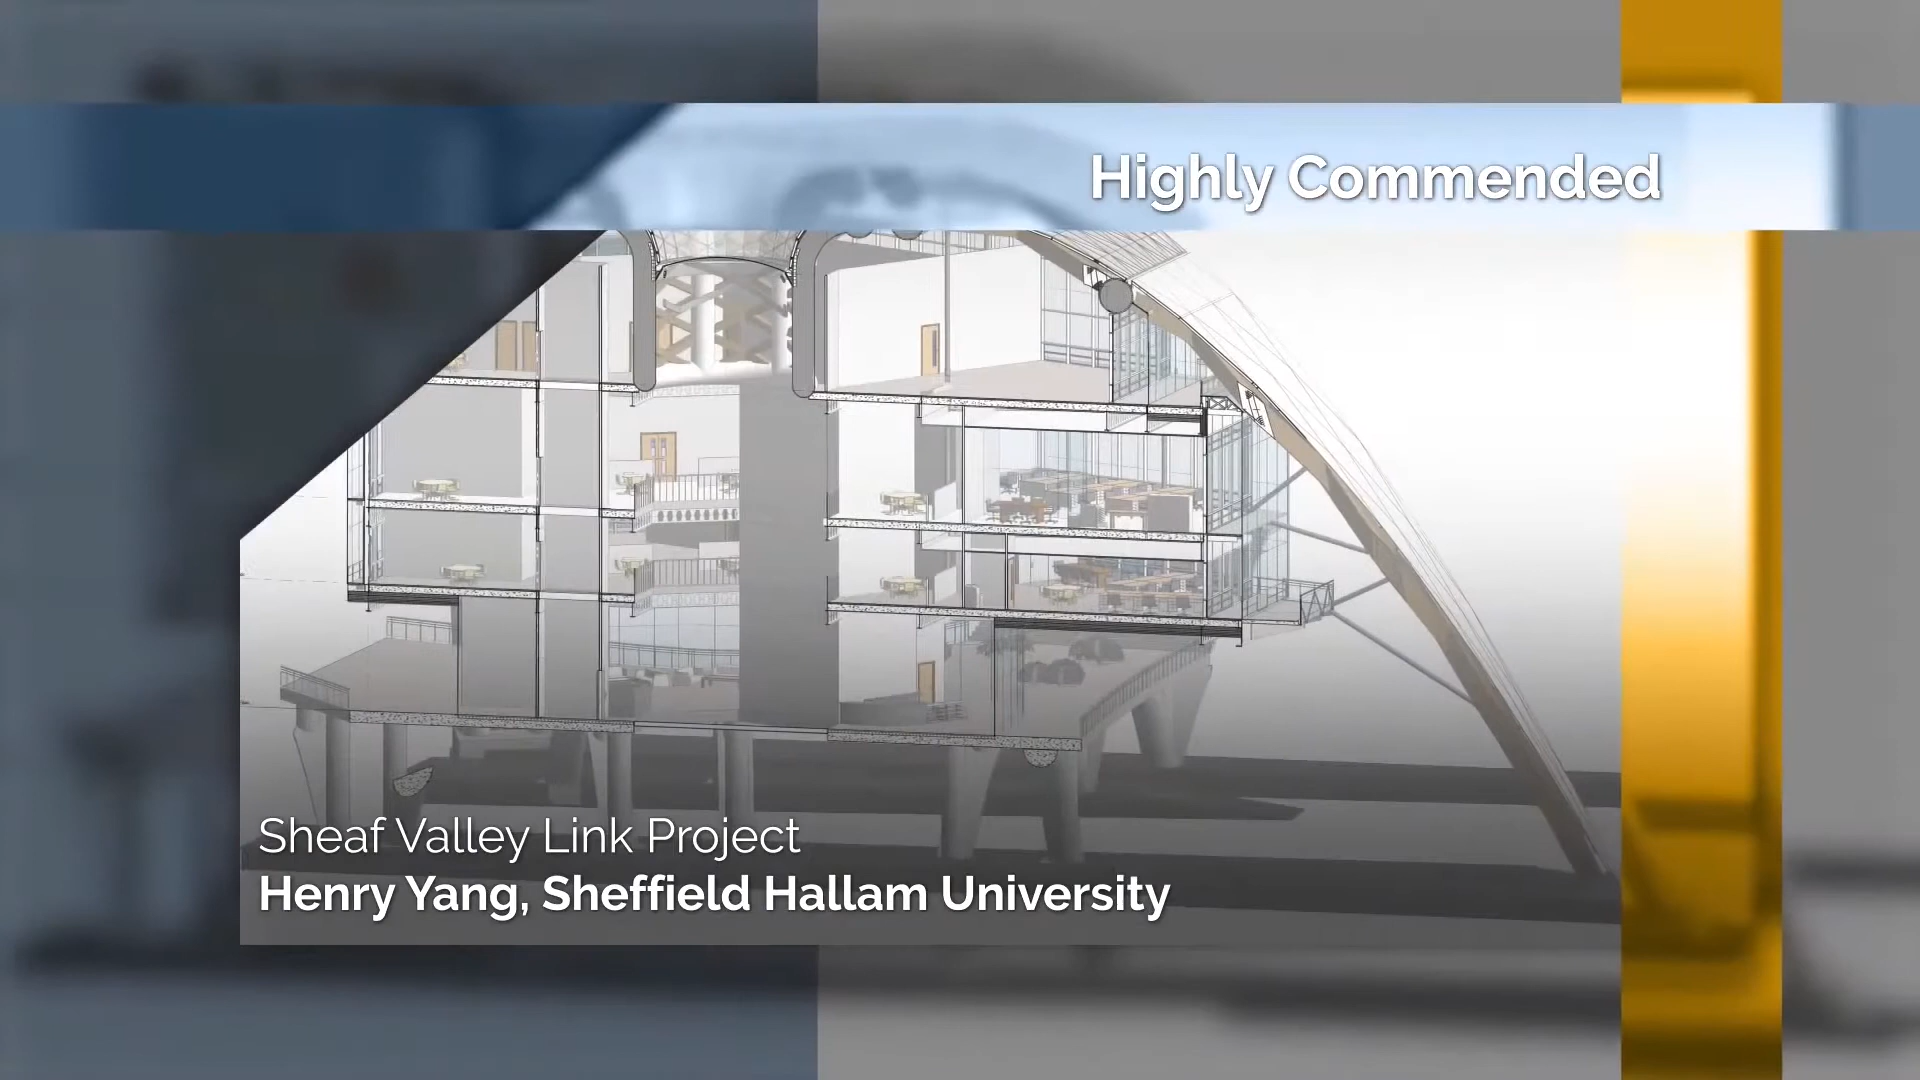 Highly Commended
Sheaf Valley Link Project
Henry Yang, Sheffield Hallam University